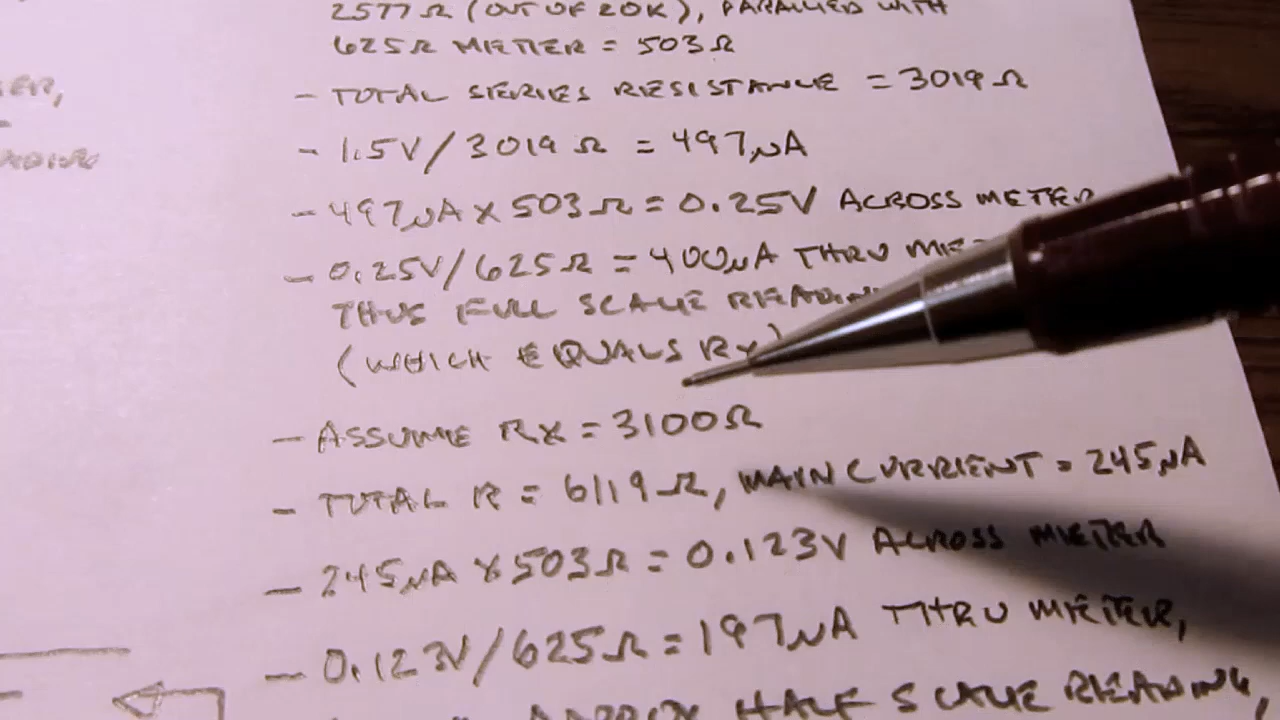 2577Ω (OUT OF 20K), PARALLED WITH
625Ω METER = 503Ω
- TOTAL SERIES RESISTANCE = 3019Ω
- 1.5V/3019Ω = 497µA
- 497µA X 503Ω = 0.25V ACROSS METER
- 0.25V/625Ω = 400µA THRU
THUS FULL SCALE
(WHICH EQUALS RX)
- ASSUME RX = 3100Ω
- TOTAL R = 6119Ω, MAIN CURRENT = 245µA
- 245µA X 503Ω = 0.123V ACROSS METER
- 0.123V/625Ω = 197µA THRU METER,
APPROX HALF SCALE READING,